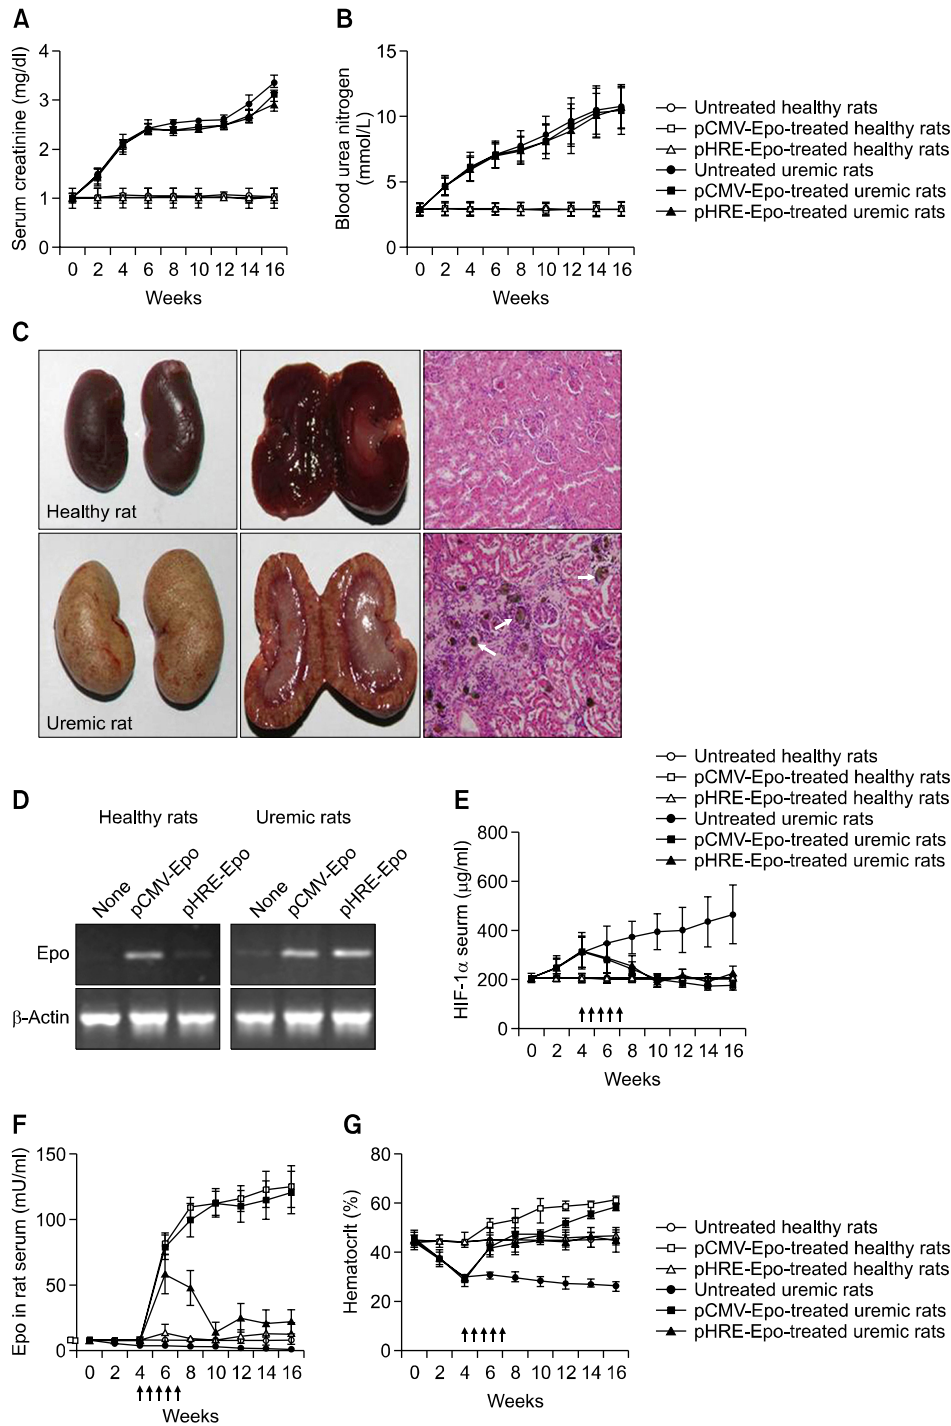 A
Serum creatinine (mg/dl)
4
3
2
1
0
0 2 4 6 8 10 12 14 16
Weeks
B
Blood urea nitrogen
(mmol/L)
15
10
5
0
0 2 4 6 8 10 12 14 16
Weeks
Untreated healthy rats
pCMV-Epo-treated healthy rats
pHRE-Epo-treated healthy rats
Untreated uremic rats
pCMV-Epo-treated uremic rats
pHRE-Epo-treated uremic rats
C
Healthy rat
Uremic rat
D
Healthy rats Uremic rats
None pCMV-Epo pHRE-Epo None pCMV-Epo pHRE-Epo
Epo
β-Actin
Untreated healthy rats
pCMV-Epo-treated healthy rats
pHRE-Epo-treated healthy rats
Untreated uremic rats
pCMV-Epo-treated uremic rats
pHRE-Epo-treated uremic rats
E
HIF-1α seurm (μg/ml)
800
600
400
200
0
0 2 4 6 8 10 12 14 16
Weeks
F
Epo in rat serum (mU/ml)
150
100
50
0
0 2 4 6 8 10 12 14 16
Weeks
G
Hematocrit (%)
80
60
40
20
0
0 2 4 6 8 10 12 14 16
Weeks
Untreated healthy rats
pCMV-Epo-treated healthy rats
pHRE-Epo-treated healthy rats
Untreated uremic rats
pCMV-Epo-treated uremic rats
pHRE-Epo-treated uremic rats